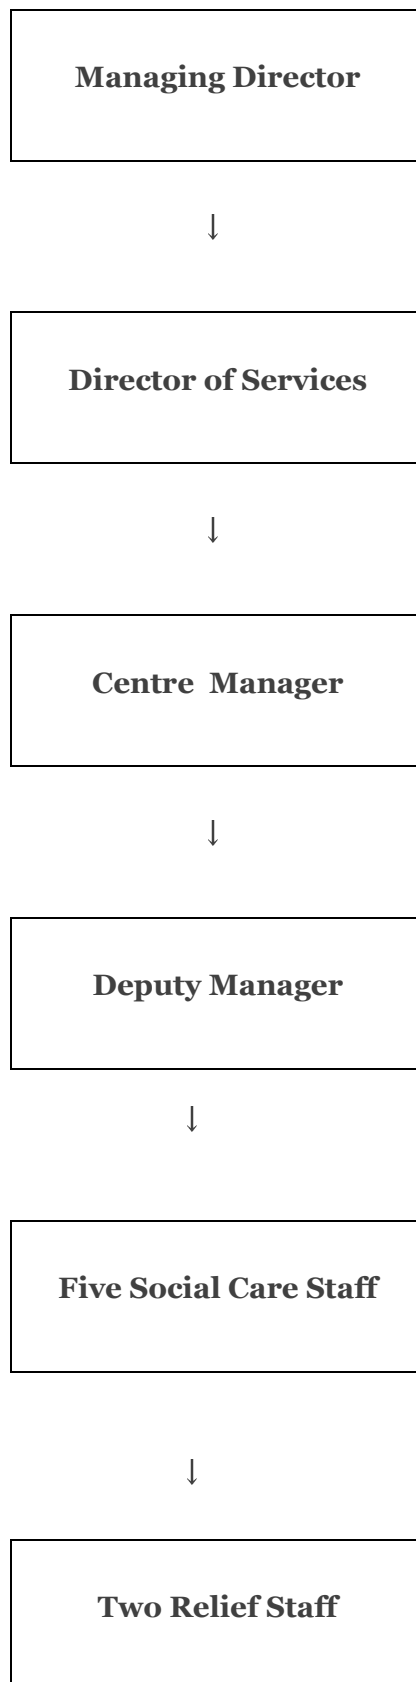 Managing Director
↓
Director of Services
↓
Centre  Manager
↓
Deputy Manager
↓
Five Social Care Staff
↓
Two Relief Staff